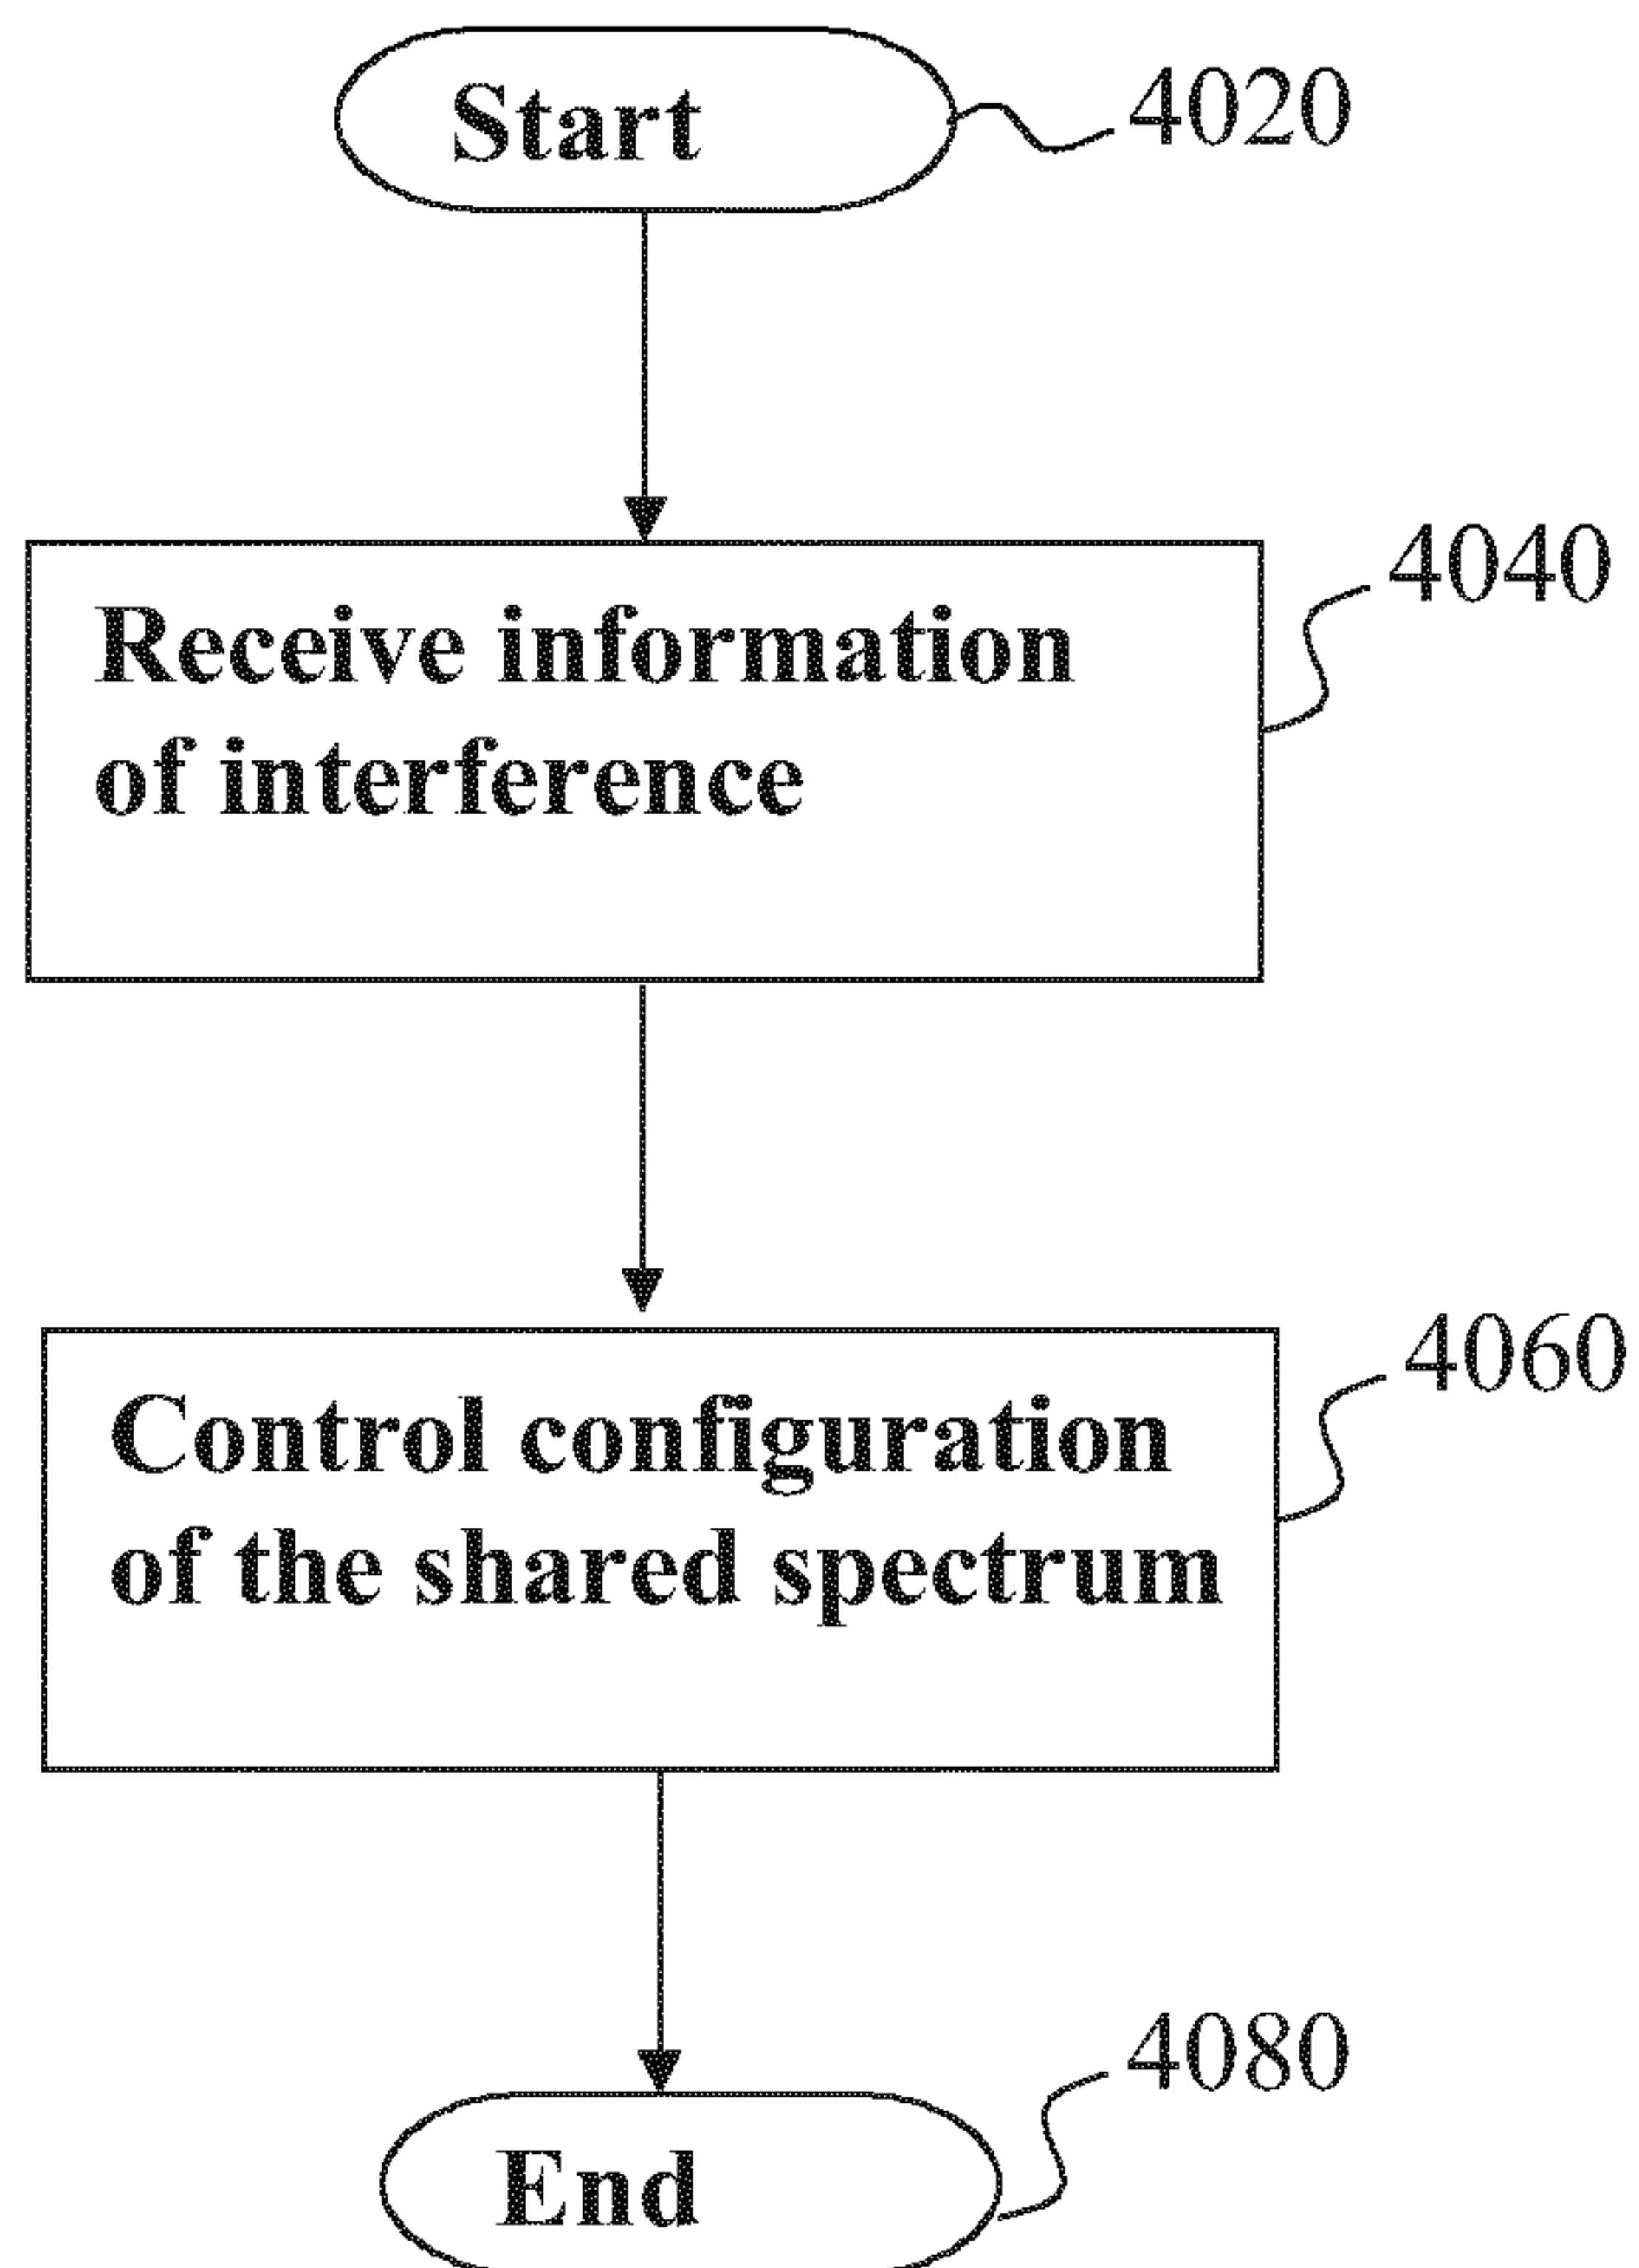 Start
4020
Receive information
of interference
4040
Control configuration
of the shared spectrum
4060
End
4080